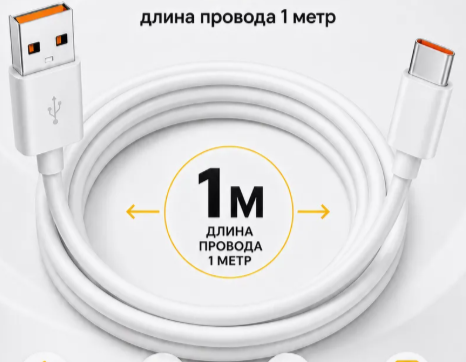 длина провода 1 метр
1м
ДЛИНА
ПРОВОДА
1 МЕТР